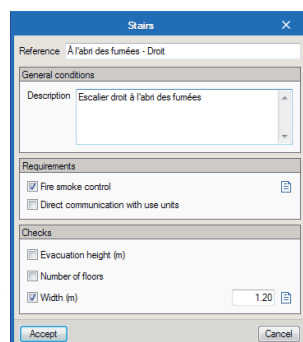 Stairs
Reference À l'abri des fumées - Droit
General conditions
Description Escalier droit à l'abri des fumées
Requirements
Fire smoke control
Direct communication with use units
Checks
Evacuation height (m)
Number of floors
Width (m) 1.20
Accept Cancel